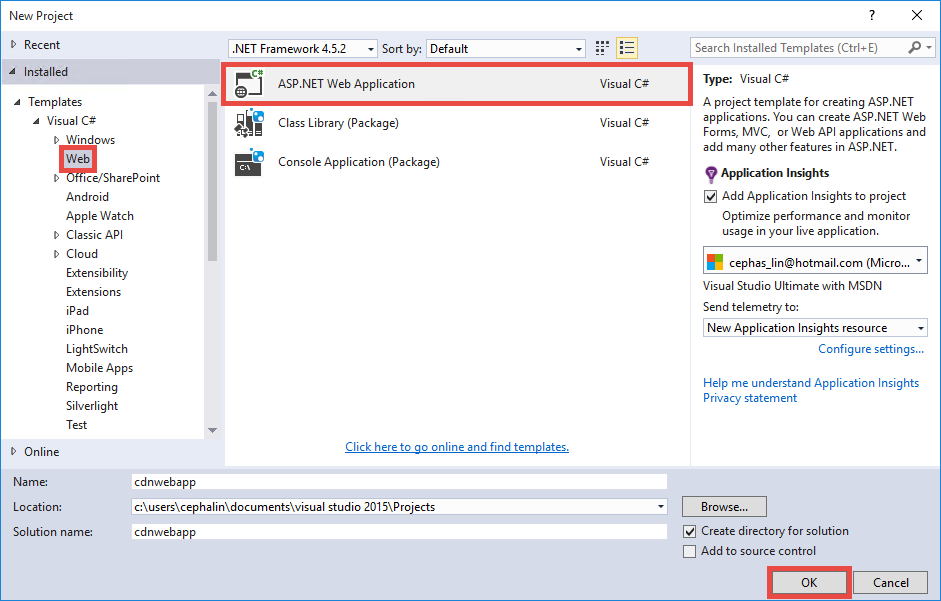 New Project
? 
Recent
.NET Framework 4.5.2 Sort by: Default
Search Installed Templates (Ctrl+E)
Installed
Templates
Visual C#
Windows
Web
Office/SharePoint
Android
Apple Watch
Classic API
Cloud
Extensibility
Extensions
iPad
iPhone
LightSwitch
Mobile Apps
Reporting
Silverlight
Test
Online
C#
ASP.NET Web Application Visual C#
Class Library (Package) Visual C#
C:\
Console Application (Package) Visual C#
Click here to go online and find templates.
Type: Visual C#
A project template for creating ASP.NET
applications. You can create ASP.NET Web
Forms, MVC, or Web API applications and
add many other features in ASP.NET.
Application Insights
Add Application Insights to project
Optimize performance and monitor
usage in your live application.
cephas_lin@hotmail.com (Micro...
Visual Studio Ultimate with MSDN
Send telemetry to:
New Application Insights resource
Configure settings...
Help me understand Application Insights
Privacy statement
Name: cdnwebapp
Location: c:\users\cephalin\documents\visual studio 2015\Projects Browse...
Solution name: cdnwebapp
Create directory for solution
Add to source control
OK Cancel